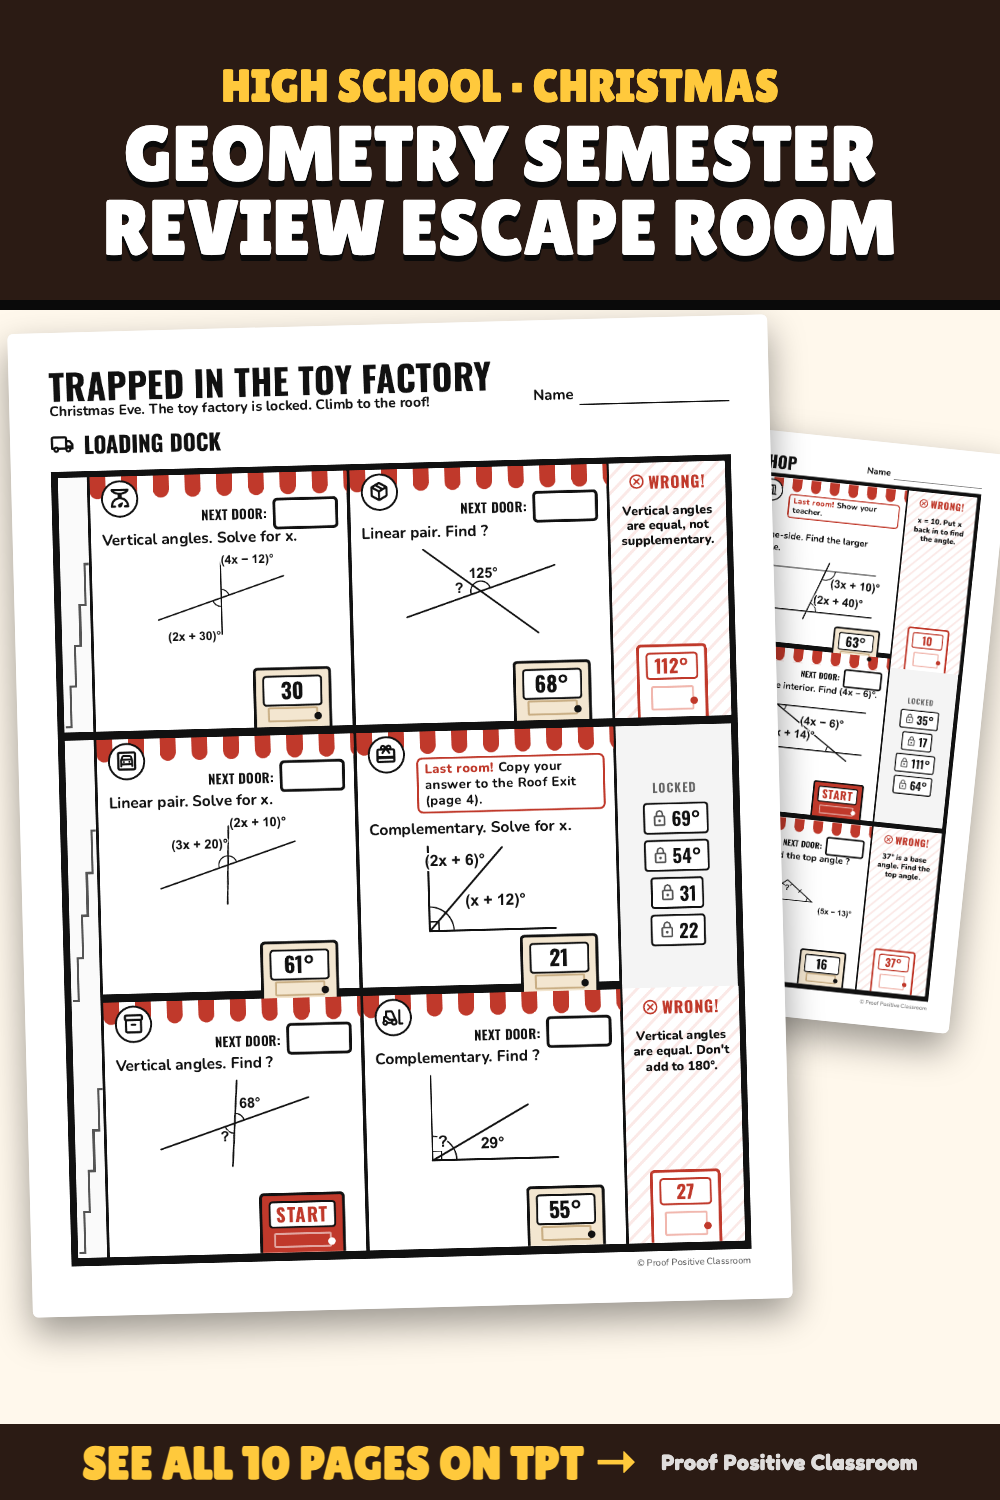 HIGH SCHOOL · CHRISTMAS
GEOMETRY SEMESTER
REVIEW ESCAPE ROOM
TRAPPED IN THE TOY FACTORY
Christmas Eve. The toy factory is locked. Climb to the roof!
Name
LOADING DOCK
NEXT DOOR:
Vertical angles. Solve for x.
(4x − 12)°
(2x + 30)°
30
NEXT DOOR:
Linear pair. Find ?
125°
?
68°
WRONG!
Vertical angles
are equal, not
supplementary.
112°
NEXT DOOR:
Linear pair. Solve for x.
(2x + 10)°
(3x + 20)°
61°
Last room! Copy your
answer to the Roof Exit
(page 4).
Complementary. Solve for x.
(2x + 6)°
(x + 12)°
21
LOCKED
69°
54°
31
22
NEXT DOOR:
Vertical angles. Find ?
68°
?
START
NEXT DOOR:
Complementary. Find ?
?
29°
55°
WRONG!
Vertical angles
are equal. Don't
add to 180°.
27
© Proof Positive Classroom
HOP
Name
Last room! Show your
teacher.
e-side. Find the larger
e.
(3x + 10)°
(2x + 40)°
63°
WRONG!
x = 10. Put x
back in to find
the angle.
10
NEXT DOOR:
e interior. Find (4x − 6)°.
(4x − 6)°
x + 14)°
START
LOCKED
35°
17
111°
64°
NEXT DOOR:
d the top angle ?
?
(5x − 13)°
16
WRONG!
37° is a base
angle. Find the
top angle.
37°
© Proof Positive Classroom
SEE ALL 10 PAGES ON TPT →
Proof Positive Classroom